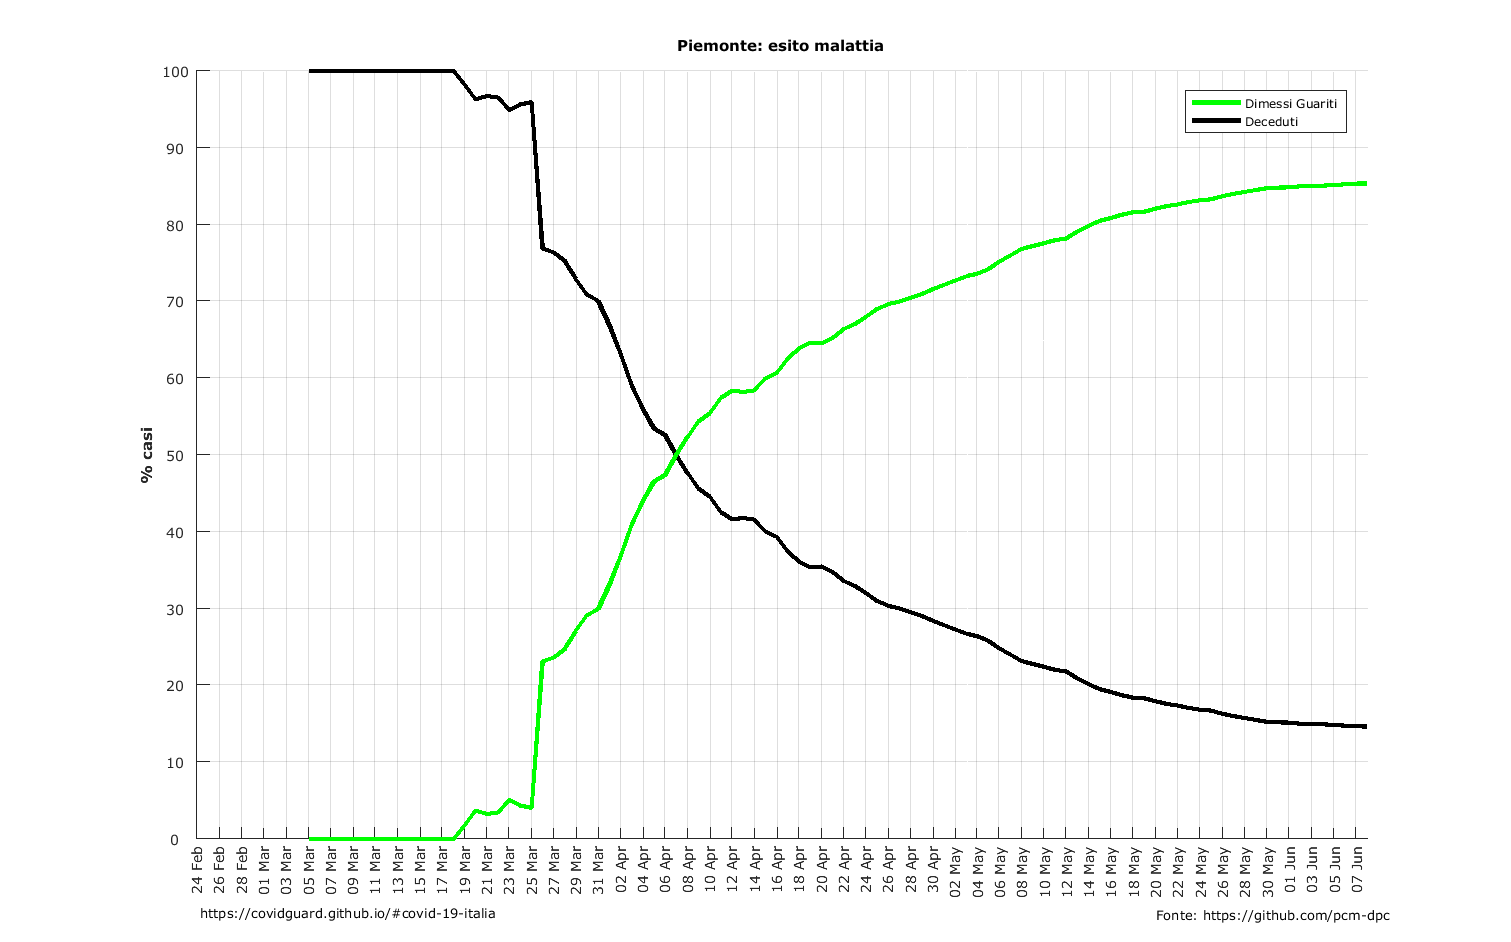 Piemonte: esito malattia
100
90
80
70
60
50
40
30
20
10
0
% casi
Dimessi Guariti
Deceduti
24 Feb
26 Feb
28 Feb
01 Mar
03 Mar
05 Mar
07 Mar
09 Mar
11 Mar
13 Mar
15 Mar
17 Mar
19 Mar
21 Mar
23 Mar
25 Mar
27 Mar
29 Mar
31 Mar
02 Apr
04 Apr
06 Apr
08 Apr
10 Apr
12 Apr
14 Apr
16 Apr
18 Apr
20 Apr
22 Apr
24 Apr
26 Apr
28 Apr
30 Apr
02 May
04 May
06 May
08 May
10 May
12 May
14 May
16 May
18 May
20 May
22 May
24 May
26 May
28 May
30 May
01 Jun
03 Jun
05 Jun
07 Jun
https://covidguard.github.io/#covid-19-italia
Fonte: https://github.com/pcm-dpc